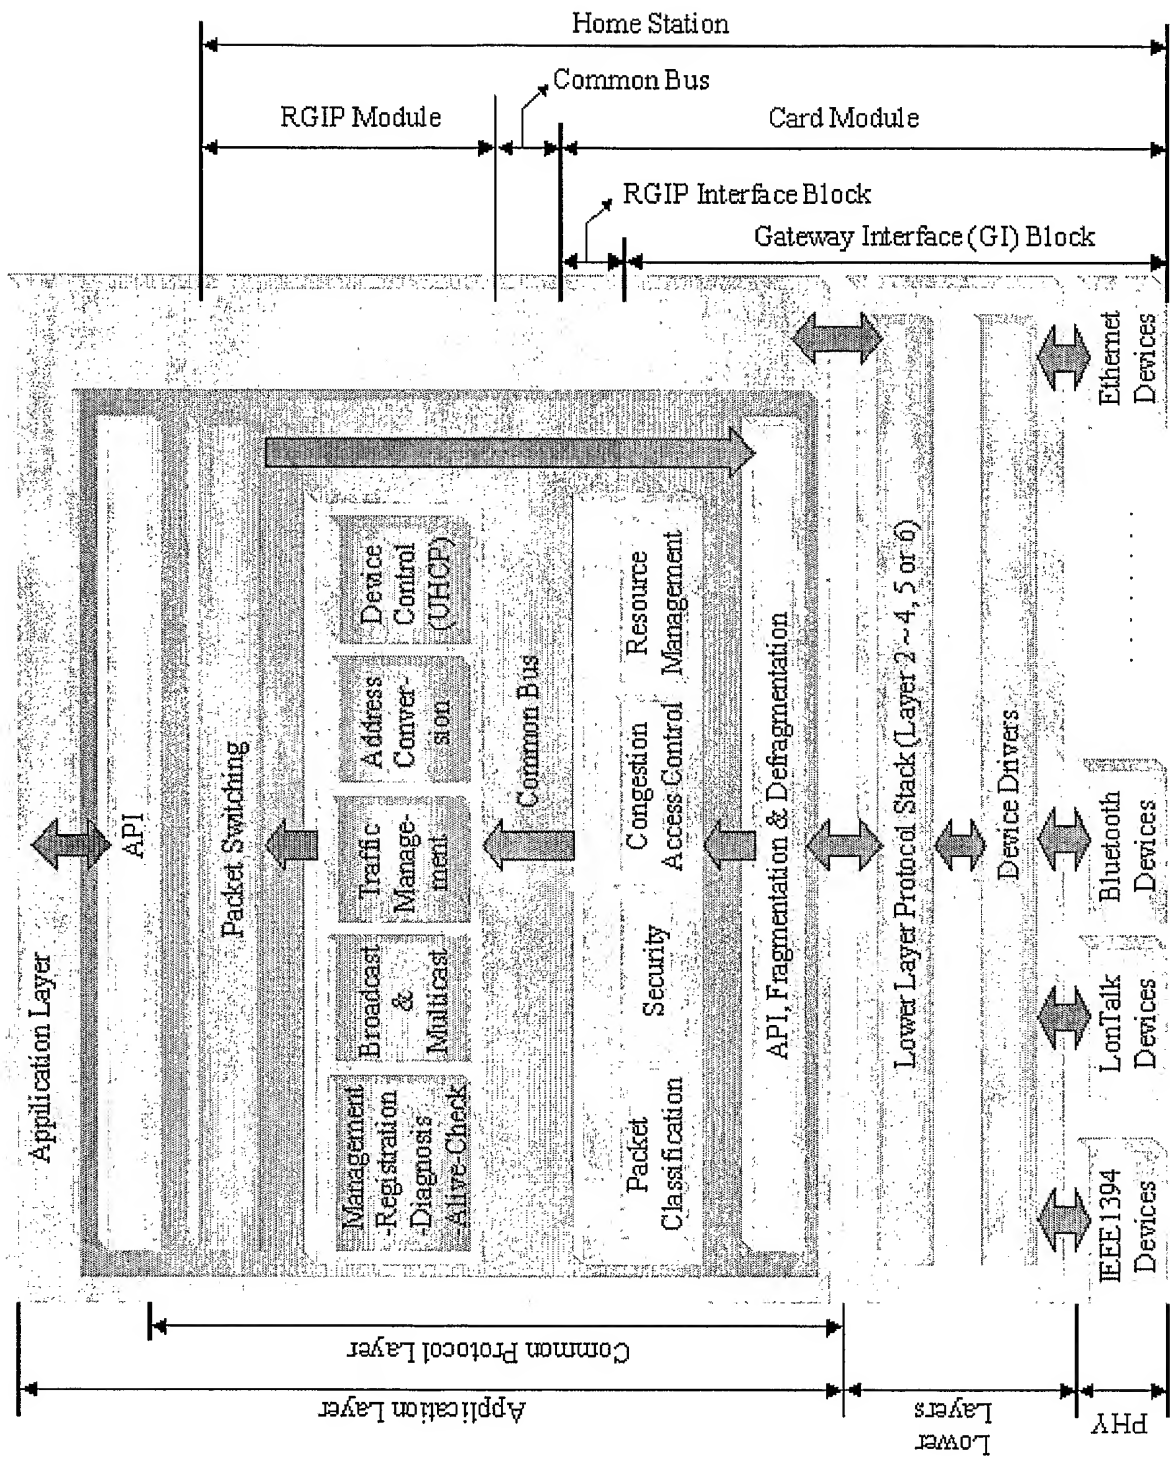 Home Station
Common Bus
RGIP Module
Card Module
RGIP Interface Block
Gateway Interface (GI) Block
Application Layer
API
Packet Switching
Management
-Registration
-Diagnosis
-Alive-Check
Broadcast
&
Multicast
Traffic
Manage-
ment
Address
Conver-
sion
Device
Control
(UHCP)
Common Bus
Packet
Classification
Security
Congestion
Access Control
Resource
Management
API, Fragmentation & Defragmentation
Lower Layer Protocol Stack (Layer 2 ~ 4, 5 or 6)
Device Drivers
IEEE1394
Devices
LonTalk
Devices
Bluetooth
Devices
. . . . . . . . .
Ethernet
Devices
Common Protocol Layer
Application Layer
Lower
Layers
PHY